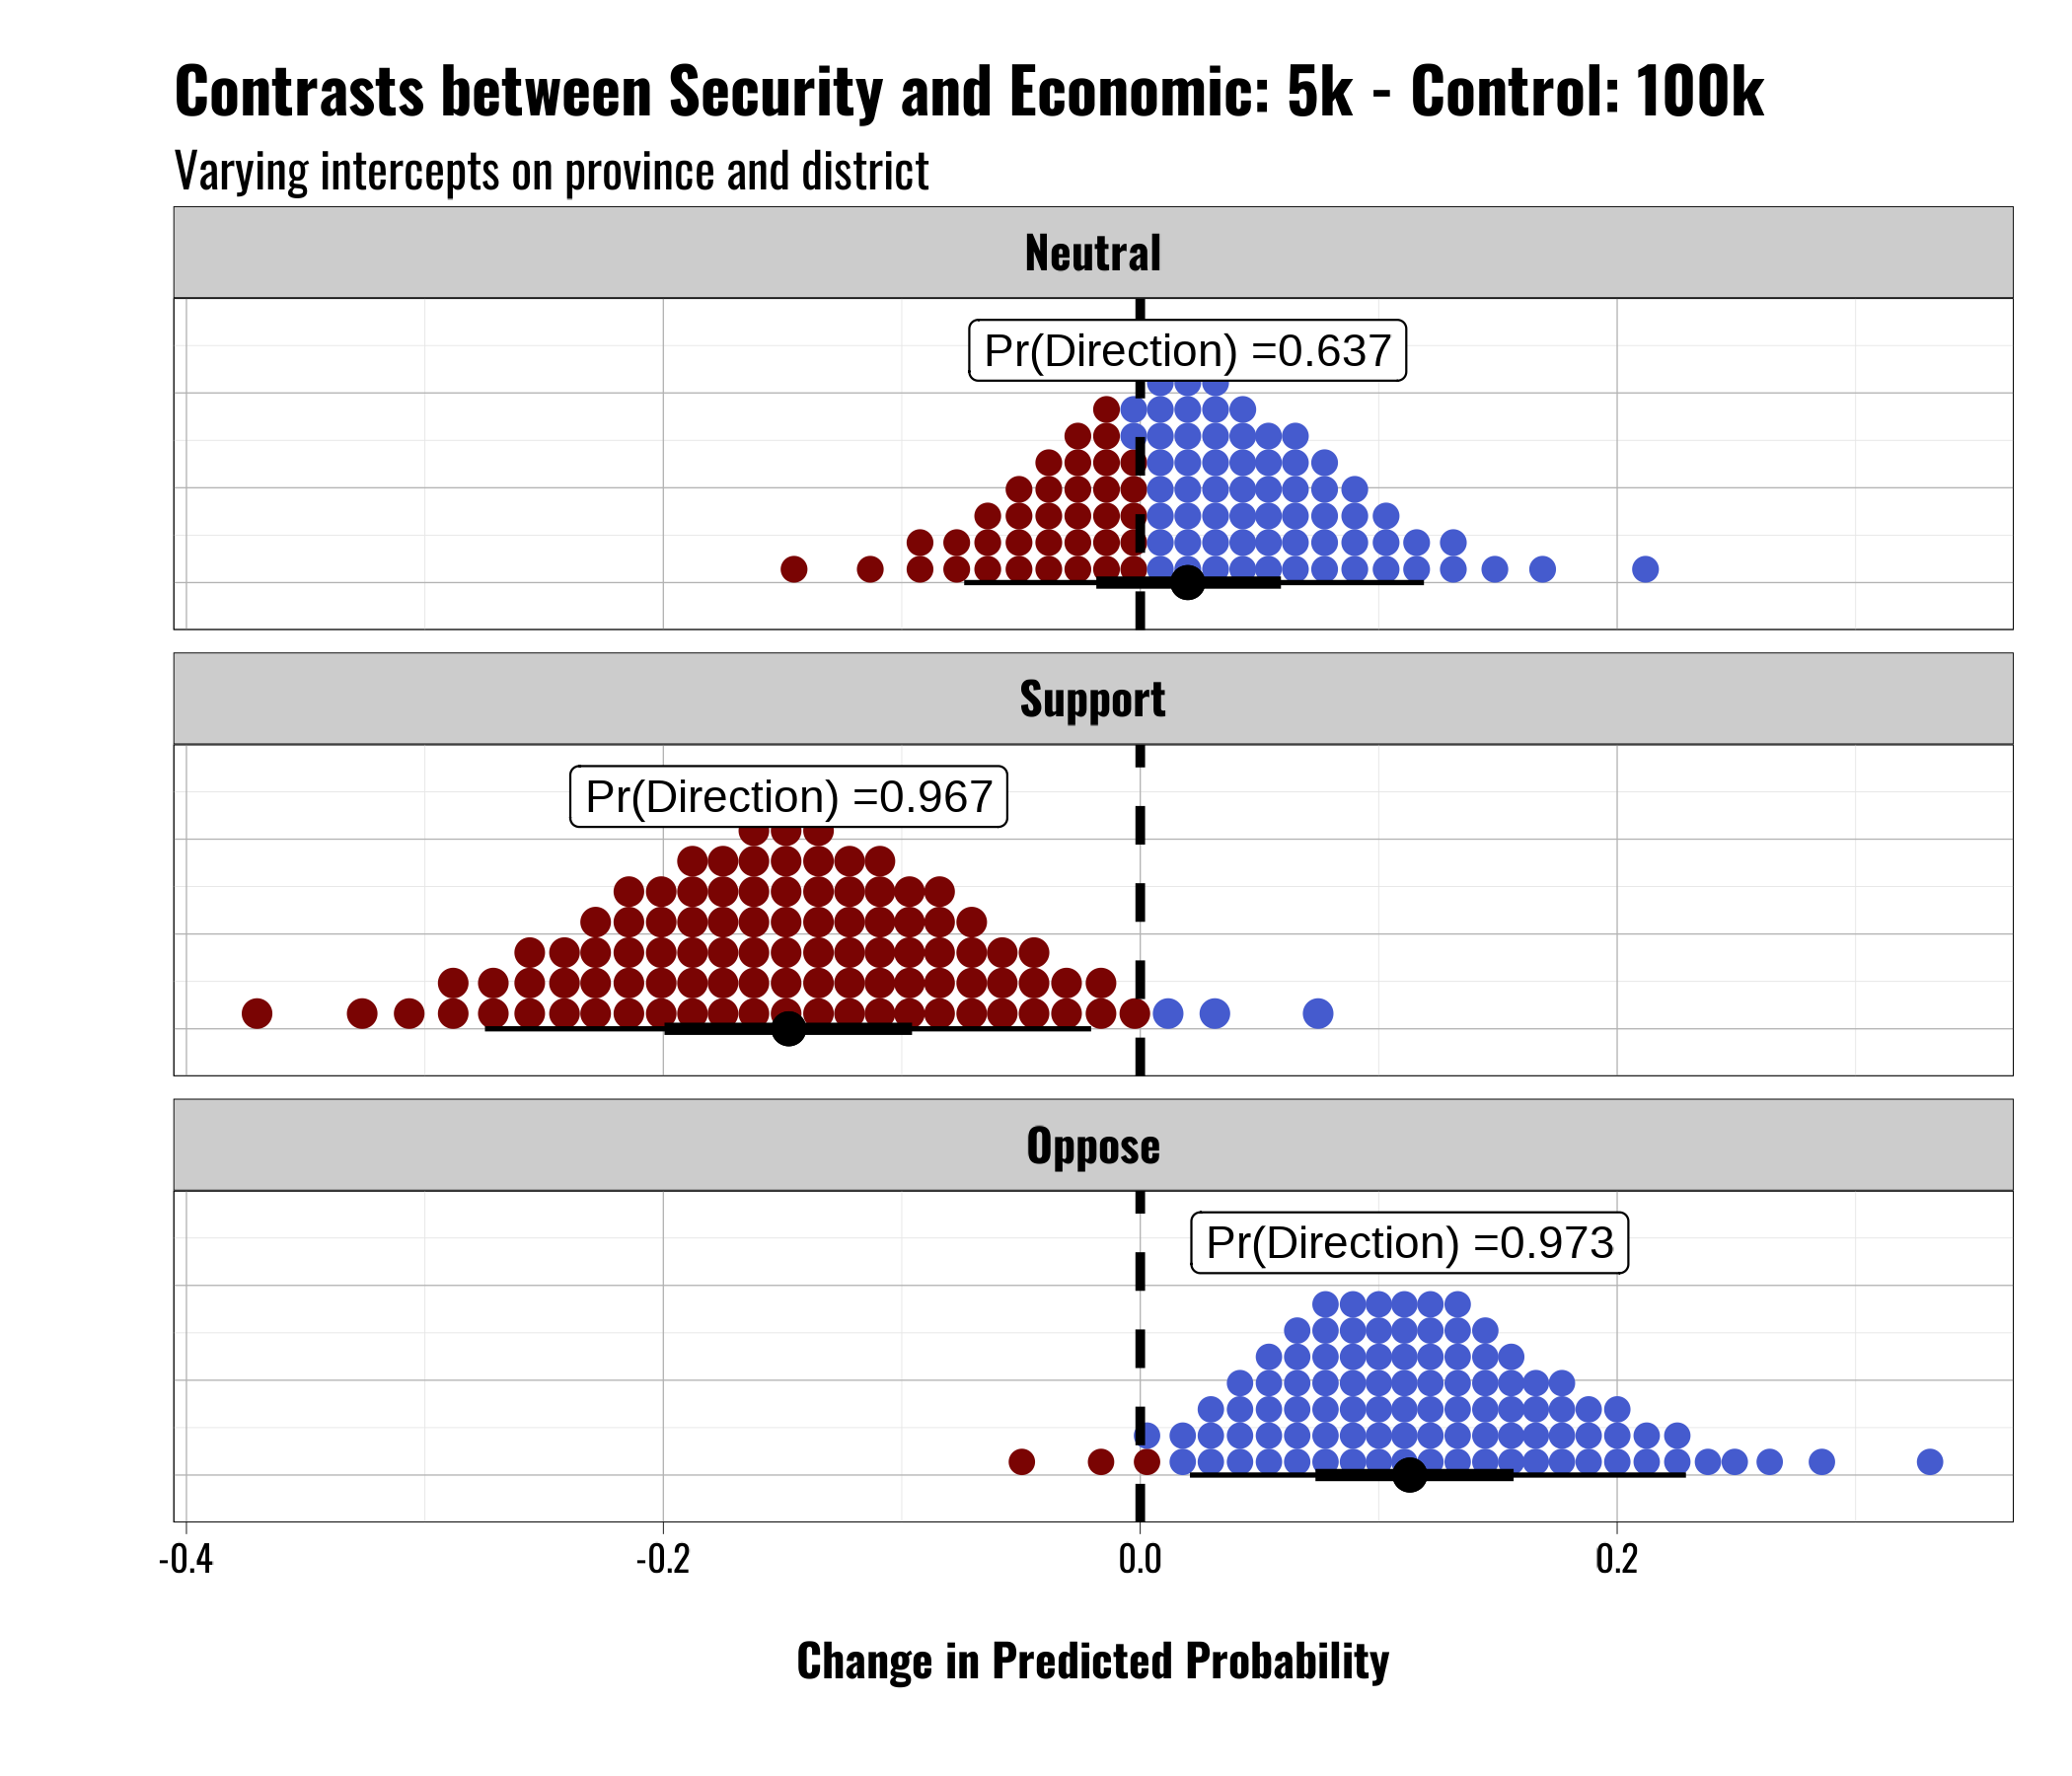 Contrasts between Security and Economic: 5k - Control: 100k
Varying intercepts on province and district
Neutral
Pr(Direction) =0.637
Support
Pr(Direction) =0.967
Oppose
Pr(Direction) =0.973
-0.4 -0.2 0.0 0.2
Change in Predicted Probability